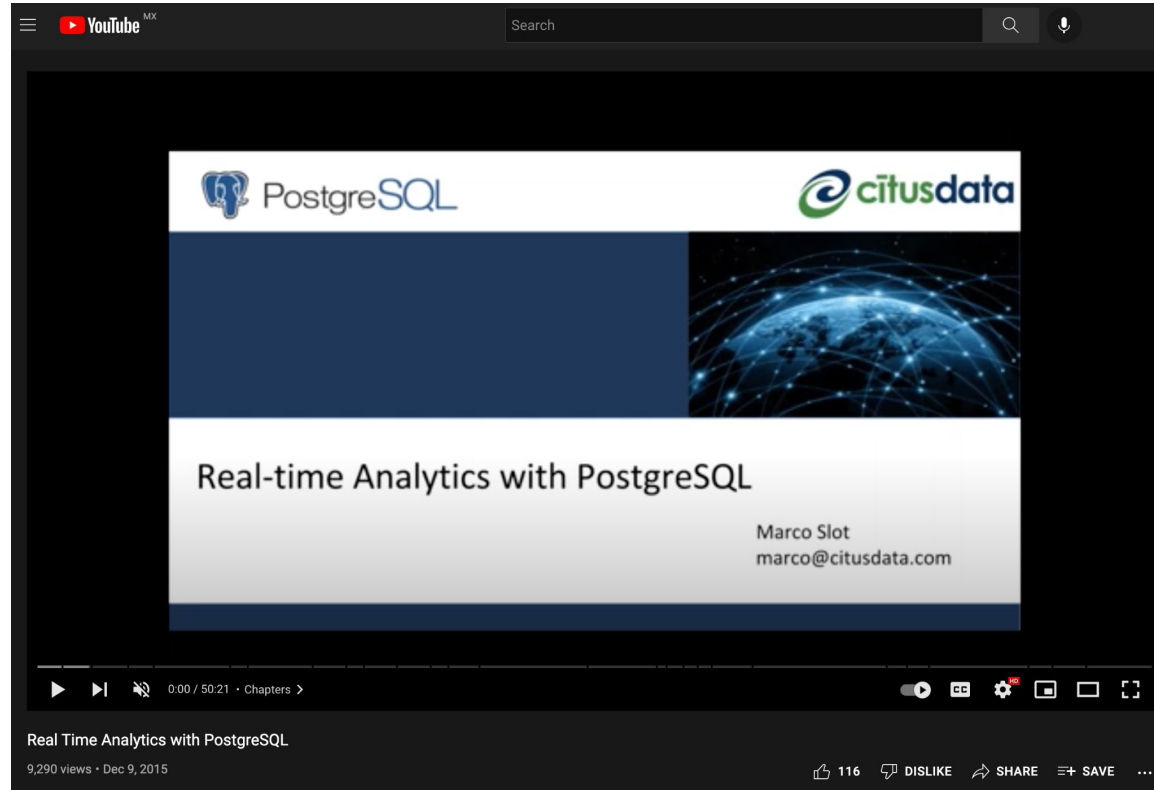 YouTube MX
Search
PostgreSQL
citusdata
Real-time Analytics with PostgreSQL
Marco Slot
marco@citusdata.com
0:00 / 50:21 • Chapters >
CC
HD
Real Time Analytics with PostgreSQL
9,290 views • Dec 9, 2015
116 DISLIKE SHARE SAVE ...